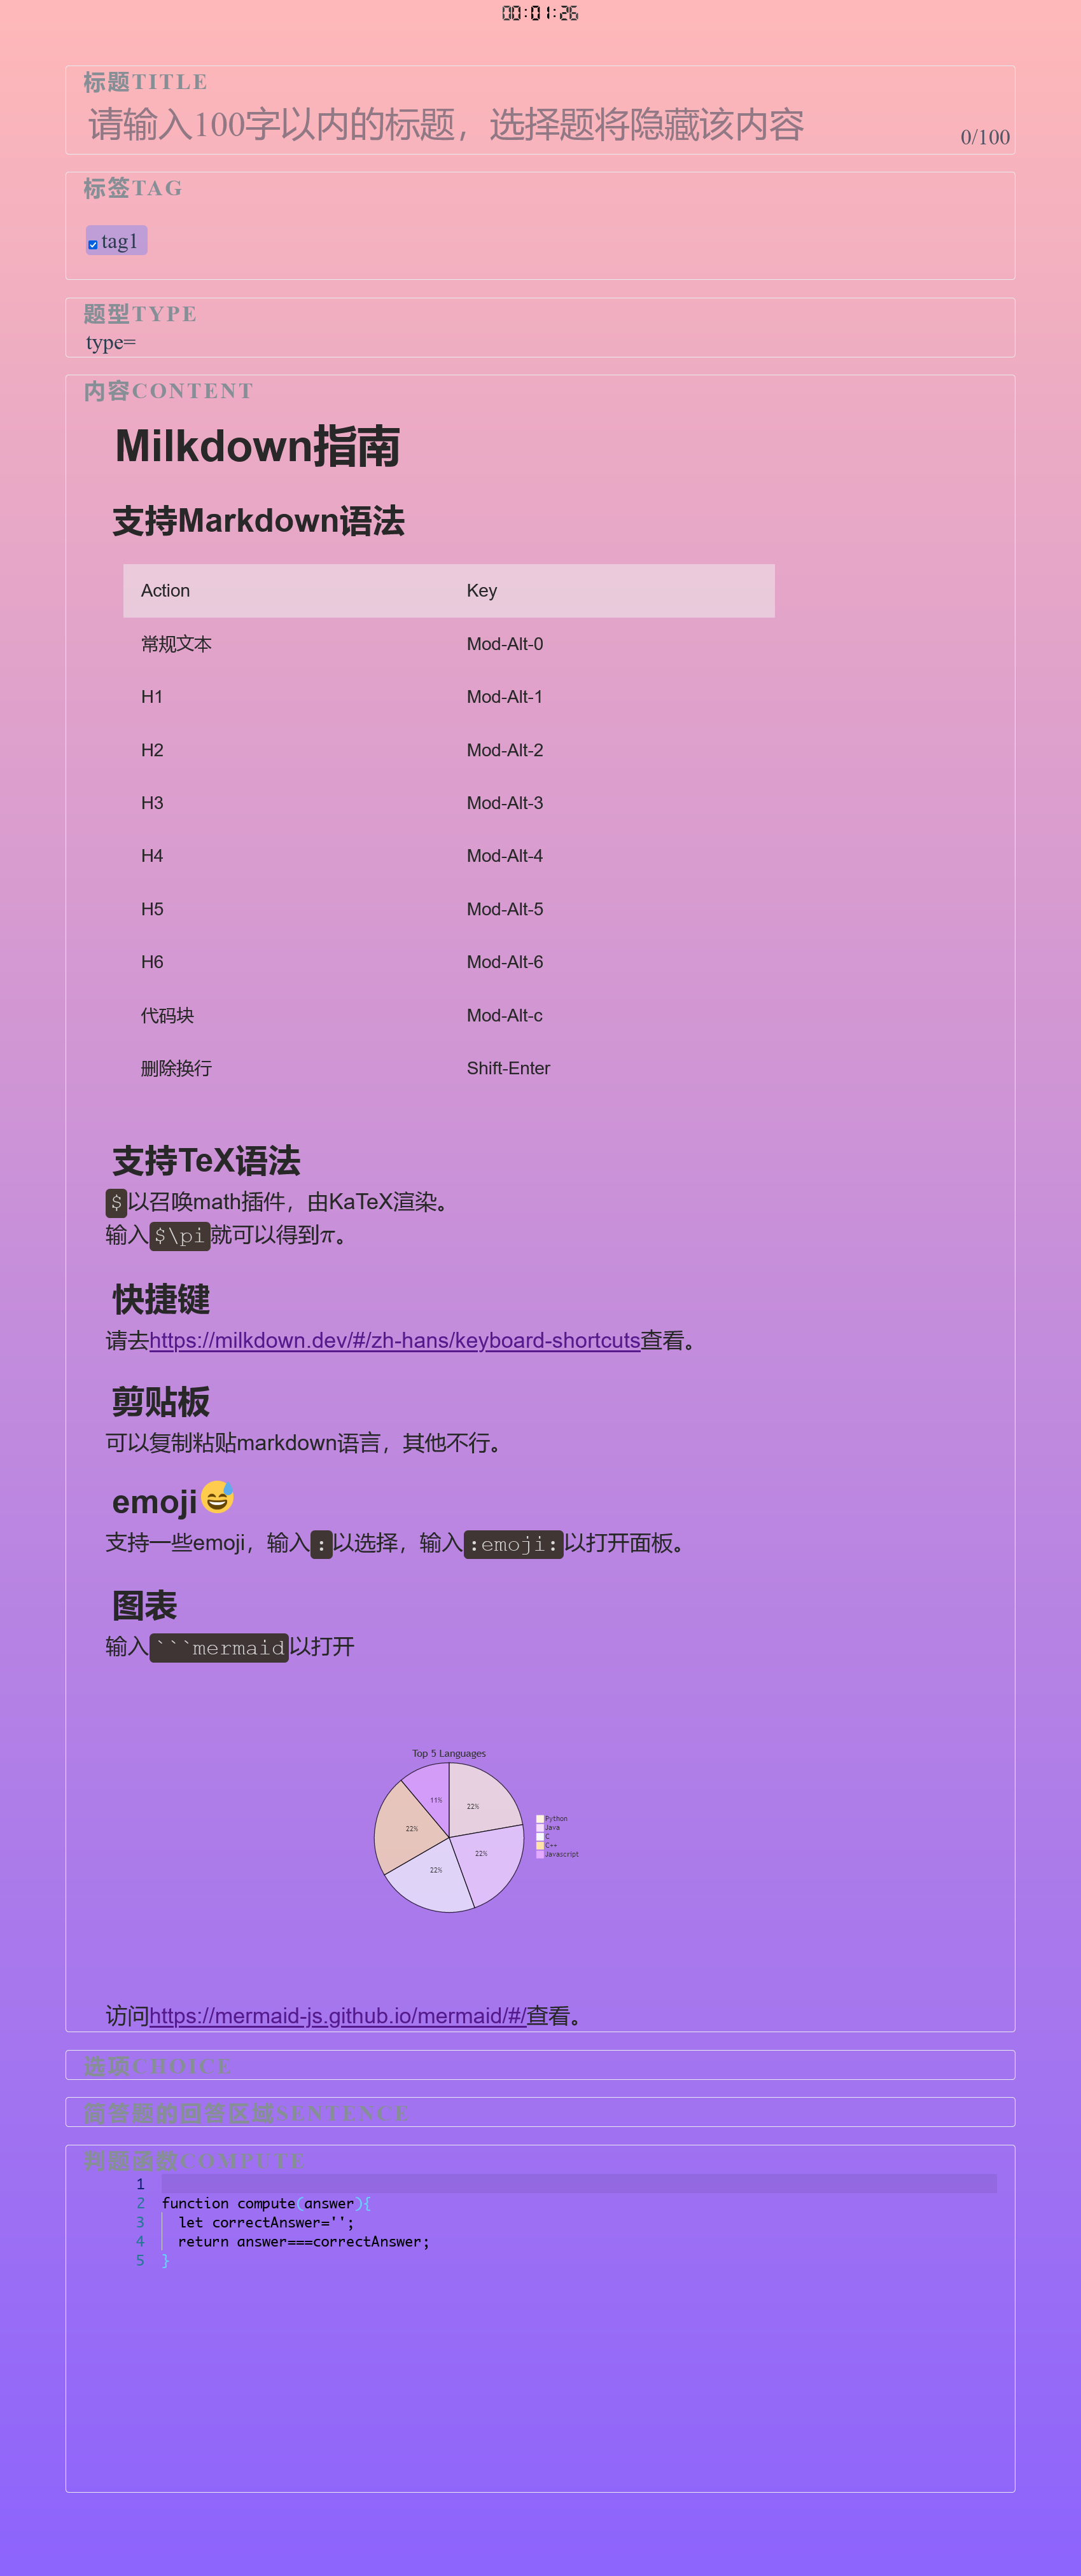 00:01:26
标题TITLE
请输入100字以内的标题，选择题将隐藏该内容
0/100
标签TAG
tag1
题型TYPE
type=
内容CONTENT
Milkdown指南
支持Markdown语法
Action Key
常规文本 Mod-Alt-0
H1 Mod-Alt-1
H2 Mod-Alt-2
H3 Mod-Alt-3
H4 Mod-Alt-4
H5 Mod-Alt-5
H6 Mod-Alt-6
代码块 Mod-Alt-c
删除换行 Shift-Enter
支持TeX语法
$以召唤math插件，由KaTeX渲染。
输入$\pi就可以得到π。
快捷键
请去https://milkdown.dev/#/zh-hans/keyboard-shortcuts查看。
剪贴板
可以复制粘贴markdown语言，其他不行。
emoji😅
支持一些emoji，输入:以选择，输入:emoji:以打开面板。
图表
输入```mermaid以打开
Top 5 Languages
22%
22%
22%
22%
11%
Python
Java
C
C++
Javascript
访问https://mermaid-js.github.io/mermaid/#/查看。
选项CHOICE
简答题的回答区域SENTENCE
判题函数COMPUTE
1
2 function compute(answer){
3 let correctAnswer='';
4 return answer===correctAnswer;
5 }